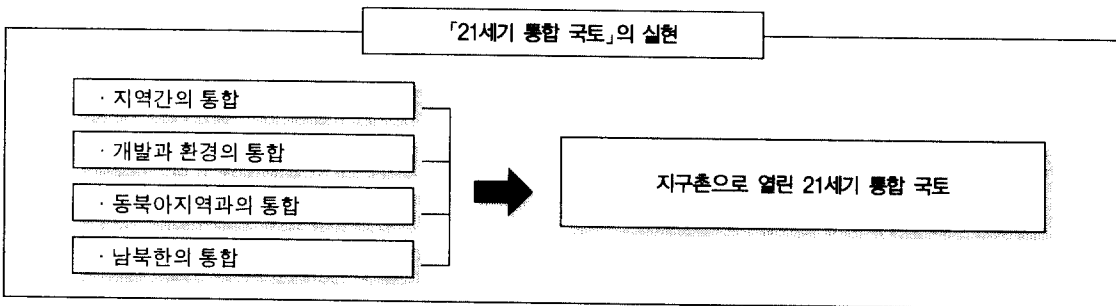 「21세기 통합 국토」의 실현
· 지역간의 통합
· 개발과 환경의 통합
· 동북아지역과의 통합
· 남북한의 통합
지구촌으로 열린 21세기 통합 국토